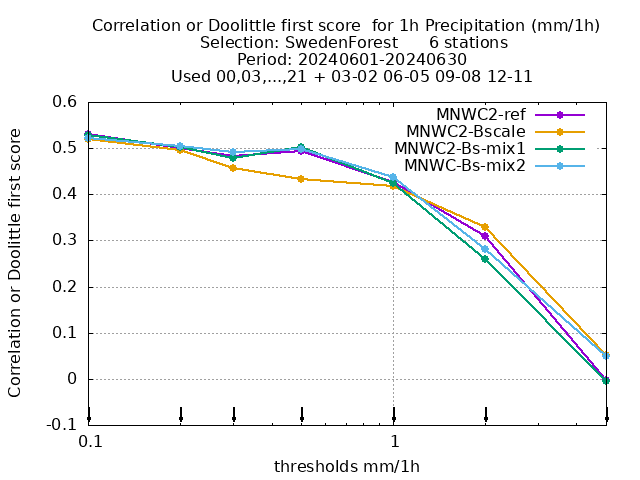 Correlation or Doolittle first score  for 1h Precipitation (mm/1h)
Selection: SwedenForest      6 stations
Period: 20240601-20240630
Used 00,03,...,21 + 03-02 06-05 09-08 12-11
MNWC2-ref
MNWC2-Bscale
MNWC2-Bs-mix1
MNWC-Bs-mix2
Correlation or Doolittle first score
0.6
0.5
0.4
0.3
0.2
0.1
0
-0.1
0.1
1
thresholds mm/1h